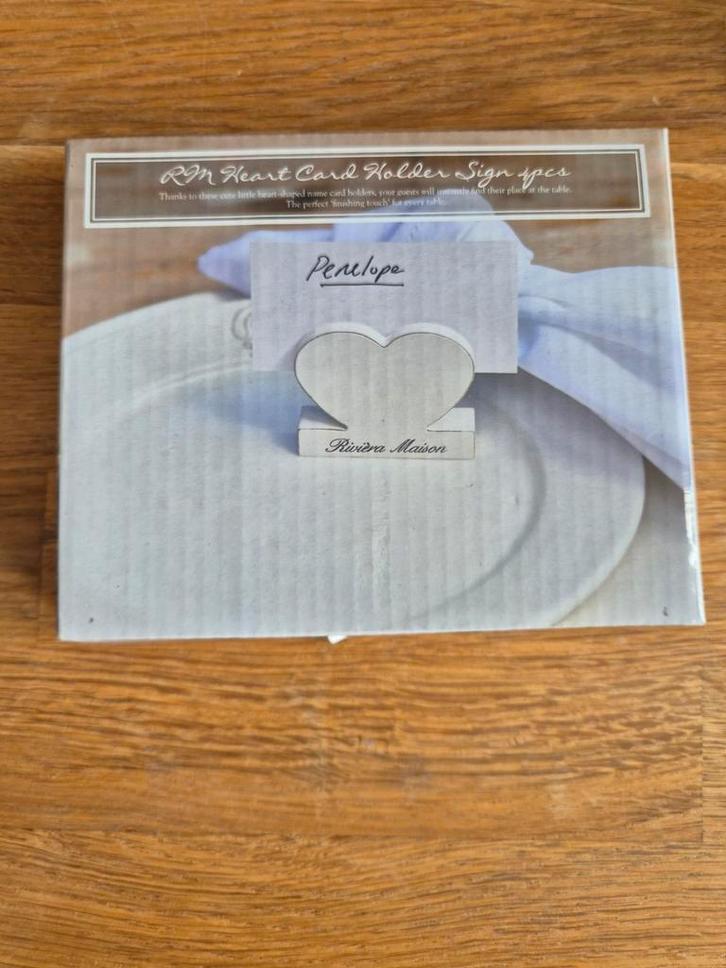 RM Heart Card Holder Sign 4pcs
Thanks to these cute little heart-shaped name card holders, your guests will instantly find their place at the table.
The perfect 'finishing touch' for every table.
Penelope
Rivièra Maison